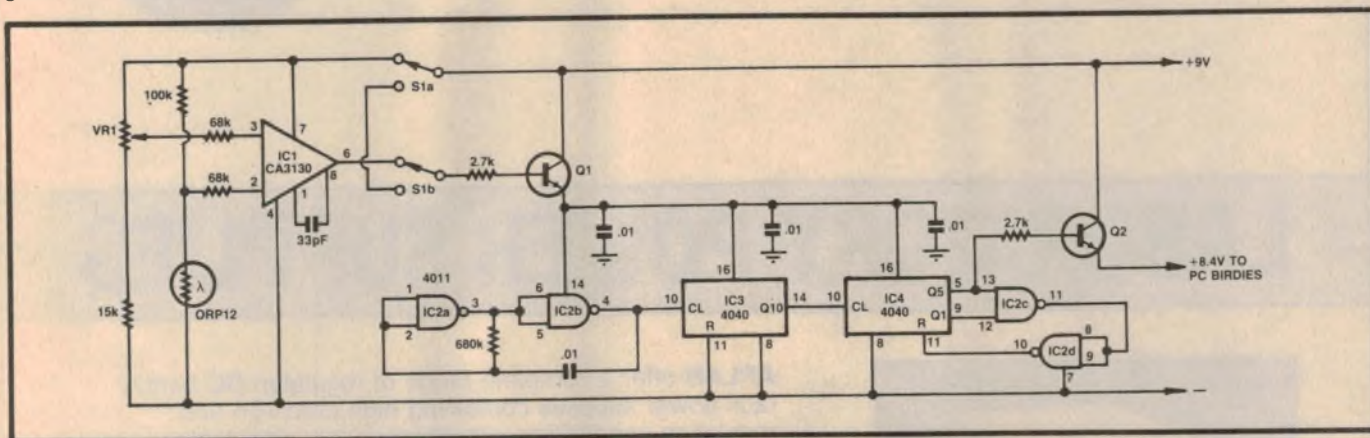 +9V
S1a
100k
VR1
68k
3
7
IC1
CA3130
6
8
2.7k
Q1
68k
2
1
4
S1b
33pF
.01
.01
.01
2.7k
Q2
16
16
+8.4V TO
PC BIRDIES
λ
ORP12
15k
4011
1
2
IC2a
3
6
5
14
IC2b
4
10
CL
IC3
4040
Q10
14
R
11
8
10
CL
IC4
4040
Q5
5
Q1
9
R
11
8
13
12
IC2c
11
680k
.01
10
8
9
IC2d
7
–